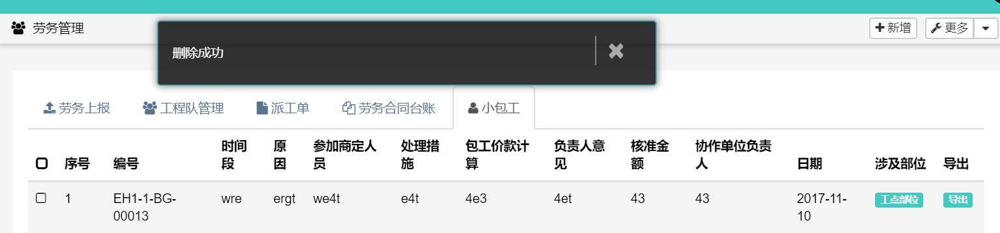 劳务管理
新增
更多
删除成功
劳务上报
工程队管理
派工单
劳务合同台账
小包工
序号
编号
时间
段
原
因
参加商定人
员
处理措
施
包工价款计
算
负责人意
见
核准金
额
协作单位负责
人
日期
涉及部位
导出
1
EH1-1-BG-
00013
wre
ergt
we4t
e4t
4e3
4et
43
43
2017-11-
10
工点部位
导出